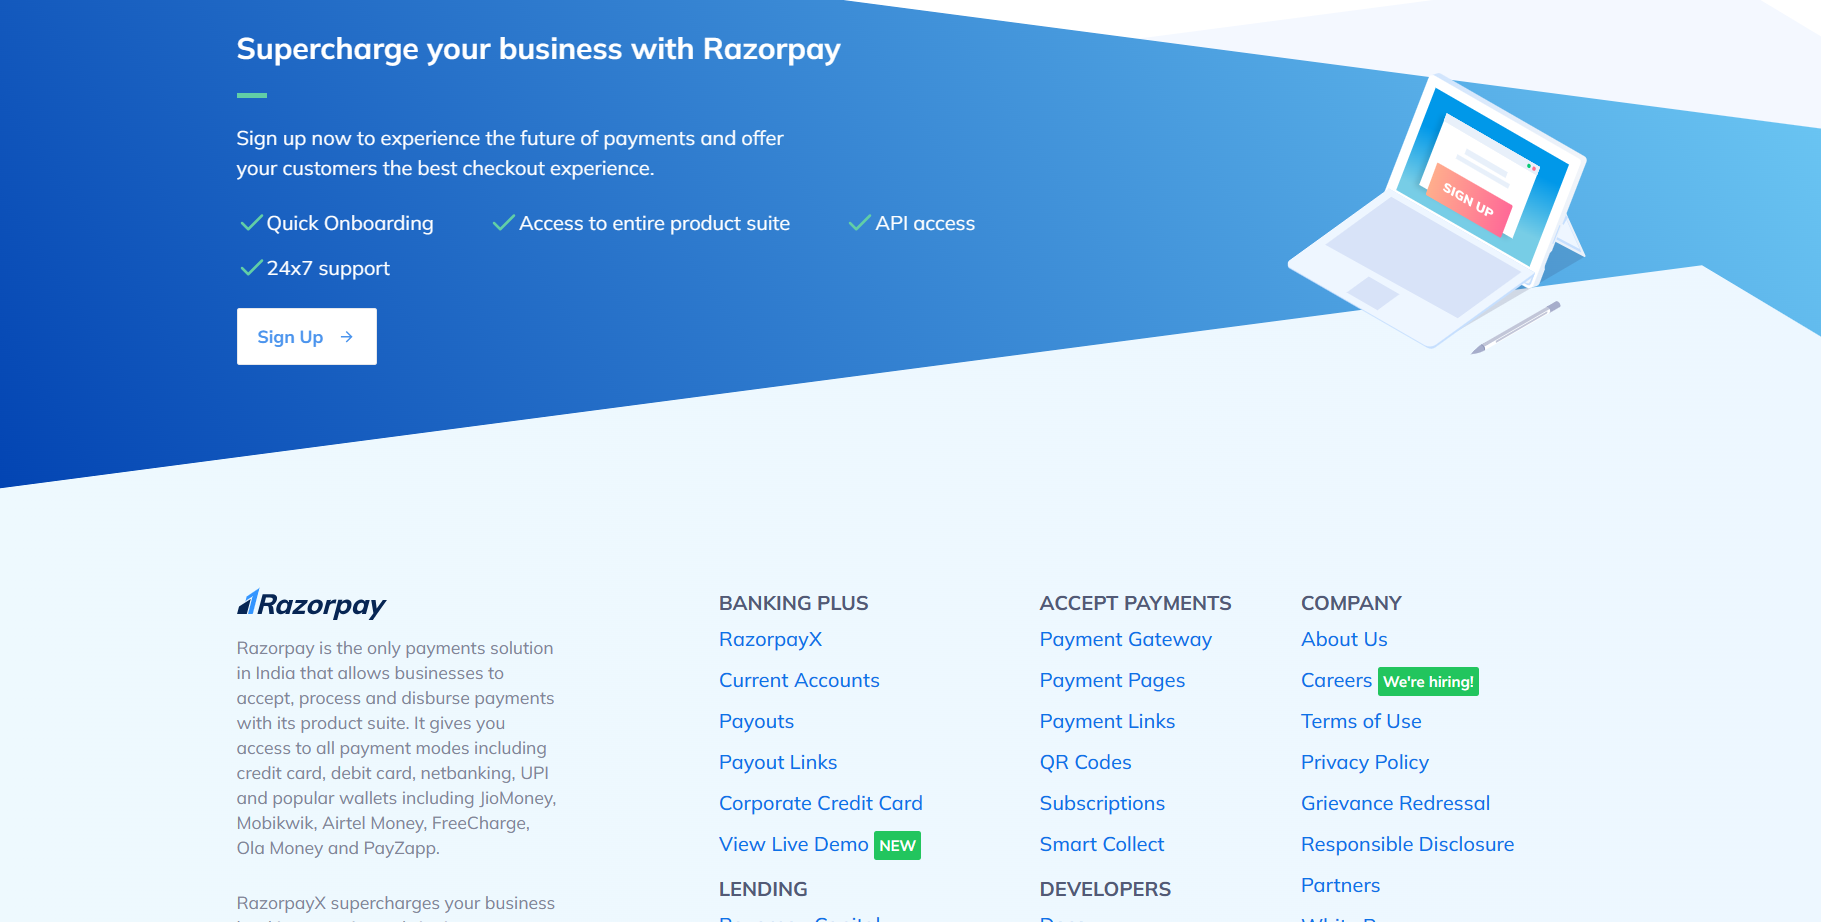 Supercharge your business with Razorpay
Sign up now to experience the future of payments and offer
your customers the best checkout experience.
Quick Onboarding
Access to entire product suite
API access
24x7 support
Sign Up
SIGN UP
Razorpay
Razorpay is the only payments solution
in India that allows businesses to
accept, process and disburse payments
with its product suite. It gives you
access to all payment modes including
credit card, debit card, netbanking, UPI
and popular wallets including JioMoney,
Mobikwik, Airtel Money, FreeCharge,
Ola Money and PayZapp.
RazorpayX supercharges your business
BANKING PLUS
RazorpayX
Current Accounts
Payouts
Payout Links
Corporate Credit Card
View Live Demo NEW
LENDING
ACCEPT PAYMENTS
Payment Gateway
Payment Pages
Payment Links
QR Codes
Subscriptions
Smart Collect
DEVELOPERS
COMPANY
About Us
Careers We're hiring!
Terms of Use
Privacy Policy
Grievance Redressal
Responsible Disclosure
Partners